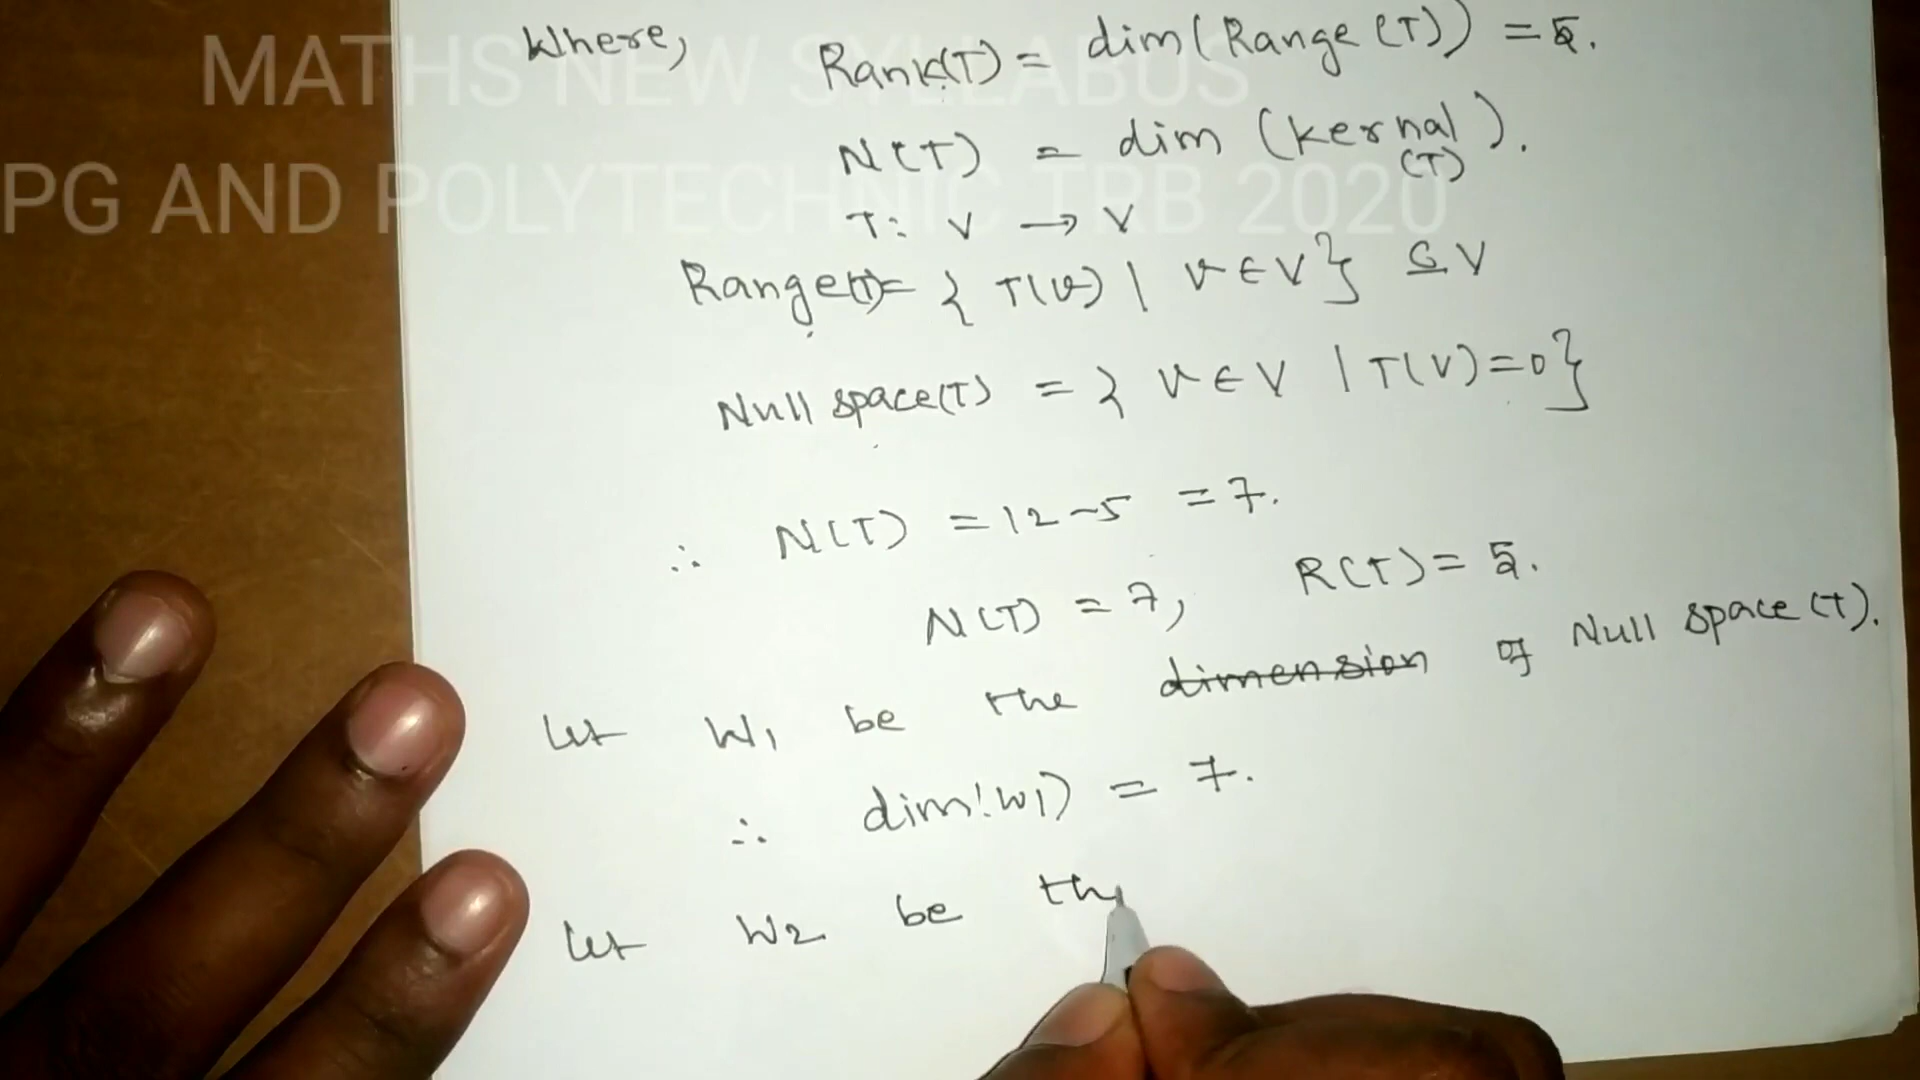 Where,
MATHS NEW SYLLABUS
Rank(T) = dim(Range(T)) = 5.
N(T) = dim (kernal (T)).
PG AND POLYTECHNIC TRB 2020
T: V → V
Range(T) = { T(v) | v ∈ V } ⊆ V
Null space(T) = { v ∈ V | T(V) = 0 }
∴ N(T) = 12 - 5 = 7.
N(T) = 7, R(T) = 5.
Let W1 be the dimension of Null space (T).
∴ dim(W1) = 7.
Let W2 be th